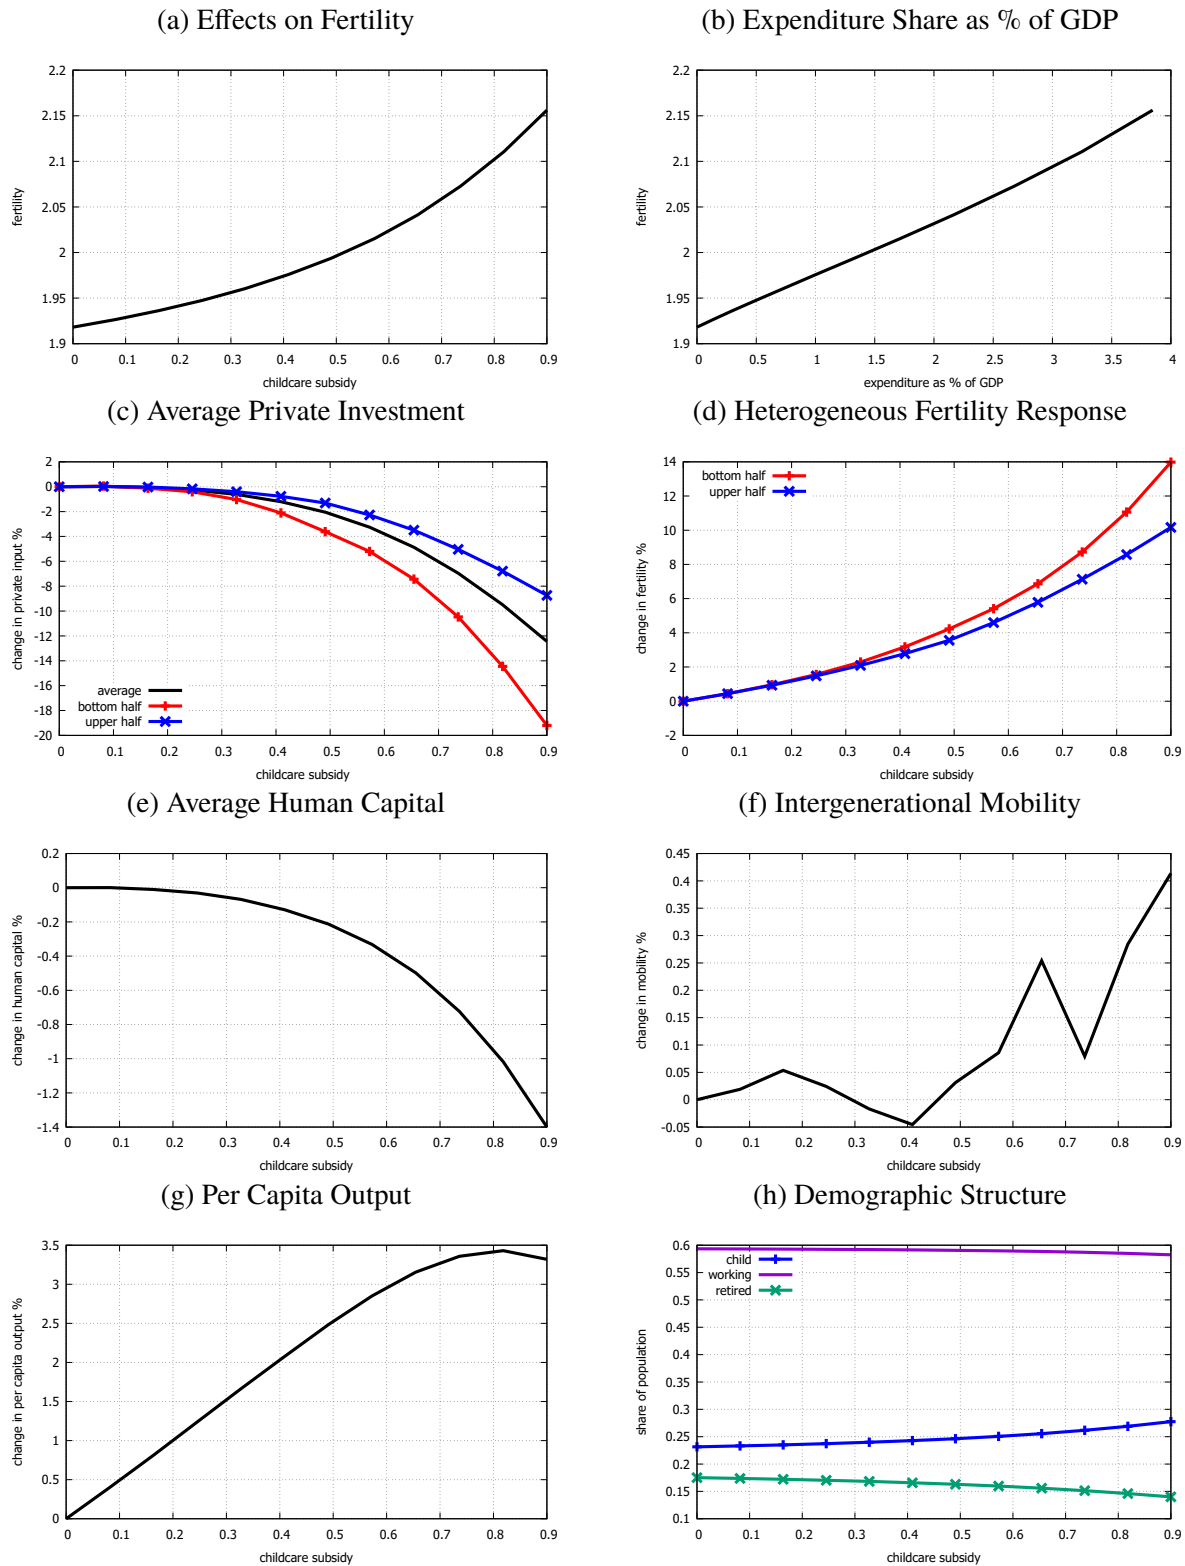 (a) Effects on Fertility
2.2
2.15
2.1
2.05
2
1.95
1.9
fertility
0 0.1 0.2 0.3 0.4 0.5 0.6 0.7 0.8 0.9
childcare subsidy
(b) Expenditure Share as % of GDP
2.2
2.15
2.1
2.05
2
1.95
1.9
fertility
0 0.5 1 1.5 2 2.5 3 3.5 4
expenditure as % of GDP
(c) Average Private Investment
2
0
-2
-4
-6
-8
-10
-12
-14
-16
-18
-20
change in private input %
average
bottom half
upper half
0 0.1 0.2 0.3 0.4 0.5 0.6 0.7 0.8 0.9
childcare subsidy
(d) Heterogeneous Fertility Response
14
12
10
8
6
4
2
0
-2
change in fertility %
bottom half
upper half
0 0.1 0.2 0.3 0.4 0.5 0.6 0.7 0.8 0.9
childcare subsidy
(e) Average Human Capital
0.2
0
-0.2
-0.4
-0.6
-0.8
-1
-1.2
-1.4
change in human capital %
0 0.1 0.2 0.3 0.4 0.5 0.6 0.7 0.8 0.9
childcare subsidy
(f) Intergenerational Mobility
0.45
0.4
0.35
0.3
0.25
0.2
0.15
0.1
0.05
0
-0.05
change in mobility %
0 0.1 0.2 0.3 0.4 0.5 0.6 0.7 0.8 0.9
childcare subsidy
(g) Per Capita Output
3.5
3
2.5
2
1.5
1
0.5
0
change in per capita output %
0 0.1 0.2 0.3 0.4 0.5 0.6 0.7 0.8 0.9
childcare subsidy
(h) Demographic Structure
0.6
0.55
0.5
0.45
0.4
0.35
0.3
0.25
0.2
0.15
0.1
share of population
child
working
retired
0 0.1 0.2 0.3 0.4 0.5 0.6 0.7 0.8 0.9
childcare subsidy